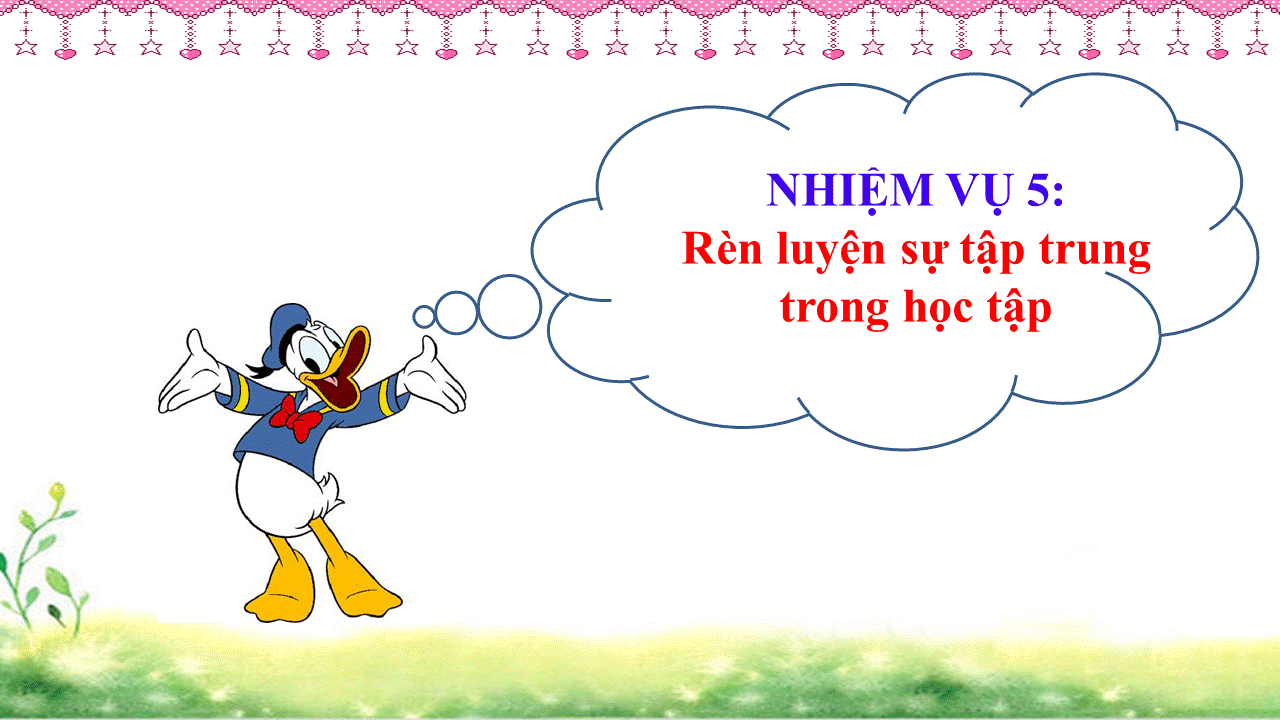 NHIỆM VỤ 5:
Rèn luyện sự tập trung
trong học tập